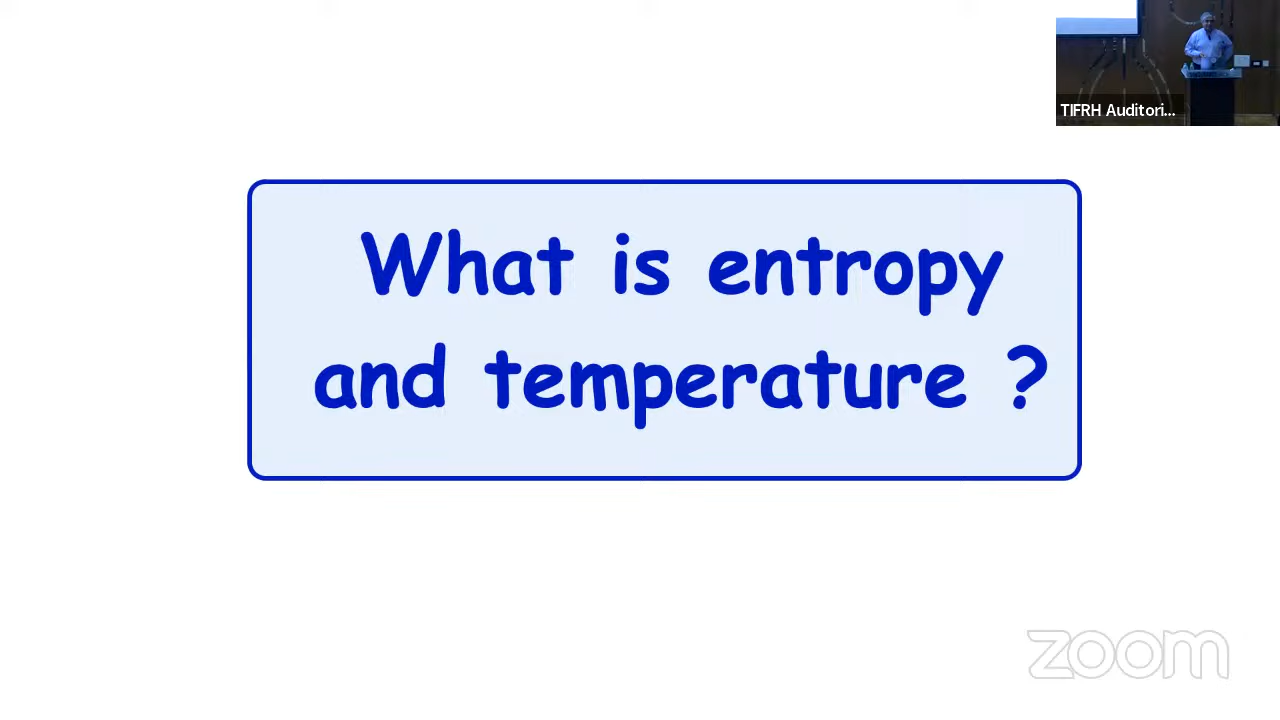 TIFRH Auditori...
What is entropy
and temperature ?
zoom